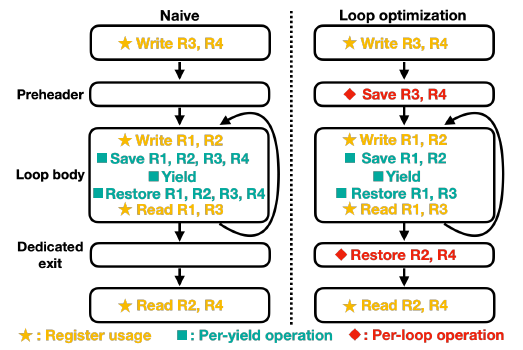 Naive
Loop optimization
★ Write R3, R4
★ Write R3, R4
Preheader
◆ Save R3, R4
Loop body
★ Write R1, R2
■ Save R1, R2, R3, R4
■ Yield
■ Restore R1, R2, R3, R4
★ Read R1, R3
★ Write R1, R2
■ Save R1, R2
■ Yield
■ Restore R1, R3
★ Read R1, R3
Dedicated
exit
◆ Restore R2, R4
★ Read R2, R4
★ Read R2, R4
★ : Register usage
■ : Per-yield operation
◆ : Per-loop operation